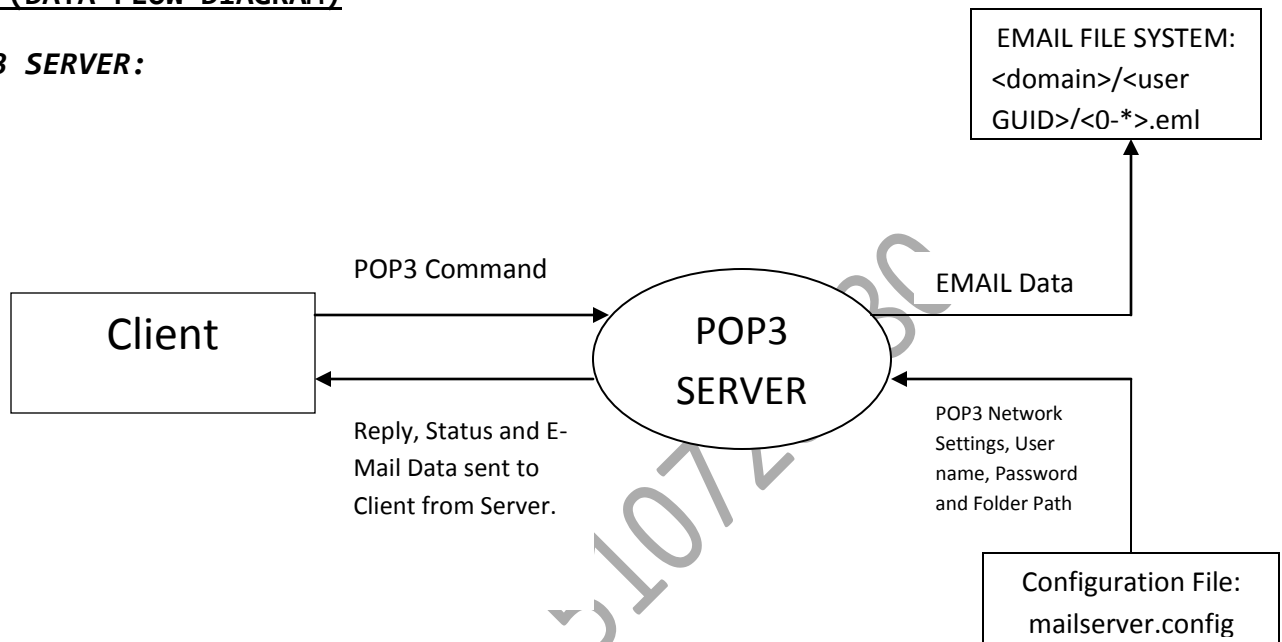 (DATA FLOW DIAGRAM)
SERVER:
EMAIL FILE SYSTEM:
<domain>/<user
GUID>/<0-*>.eml
POP3 Command
EMAIL Data
Client
POP3
SERVER
Reply, Status and E-
Mail Data sent to
Client from Server.
POP3 Network
Settings, User
name, Password
and Folder Path
Configuration File:
mailserver.config